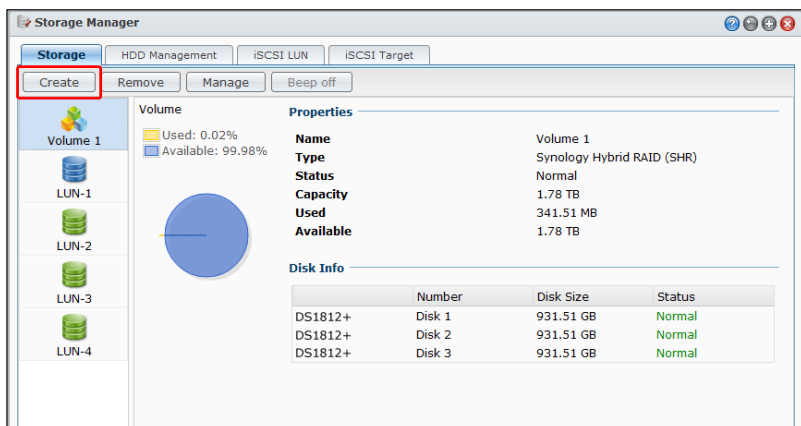 Storage Manager
Storage HDD Management iSCSI LUN iSCSI Target
Create Remove Manage Beep off
Volume 1
LUN-1
LUN-2
LUN-3
LUN-4
Volume
Used: 0.02%
Available: 99.98%
Properties
Name Volume 1
Type Synology Hybrid RAID (SHR)
Status Normal
Capacity 1.78 TB
Used 341.51 MB
Available 1.78 TB
Disk Info
Number Disk Size Status
DS1812+ Disk 1 931.51 GB Normal
DS1812+ Disk 2 931.51 GB Normal
DS1812+ Disk 3 931.51 GB Normal